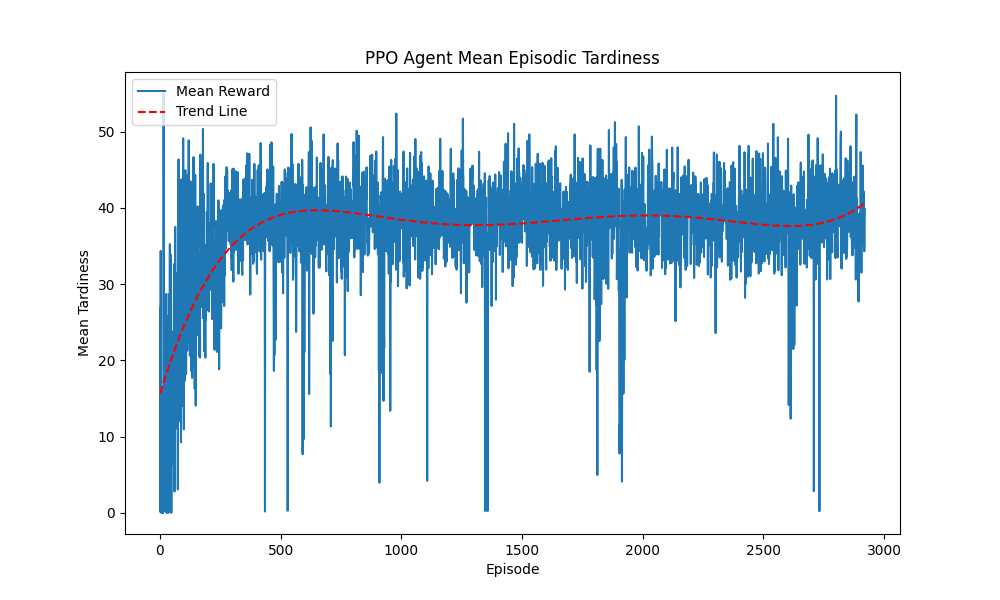 PPO Agent Mean Episodic Tardiness
Mean Reward
Trend Line
Mean Tardiness
50
40
30
20
10
0
0 500 1000 1500 2000 2500 3000
Episode